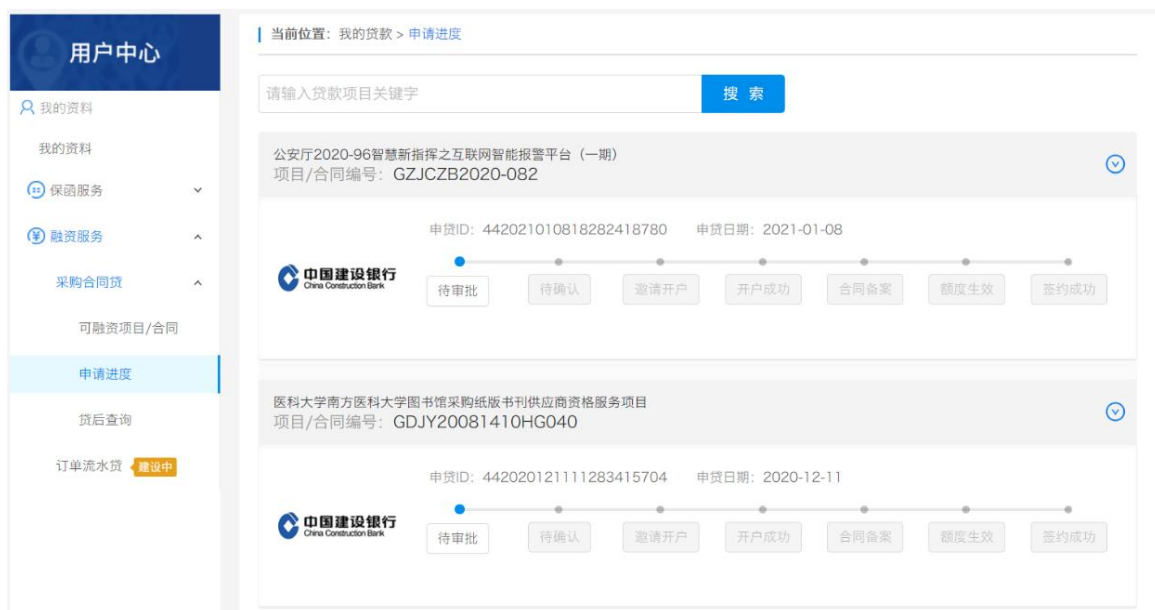 用户中心
我的资料
我的资料
保函服务
融资服务
采购合同贷
可融资项目/合同
申请进度
贷后查询
订单流水贷 建设中
当前位置：我的贷款 > 申请进度
请输入贷款项目关键字
搜 索
公安厅2020-96智慧新指挥之互联网智能报警平台（一期）
项目/合同编号：GZJCZB2020-082
申贷ID：442021010818282418780 申贷日期：2021-01-08
中国建设银行
China Construction Bank
待审批 待确认 邀请开户 开户成功 合同备案 额度生效 签约成功
医科大学南方医科大学图书馆采购纸版书刊供应商资格服务项目
项目/合同编号：GDJY20081410HG040
申贷ID：442020121111283415704 申贷日期：2020-12-11
中国建设银行
China Construction Bank
待审批 待确认 邀请开户 开户成功 合同备案 额度生效 签约成功